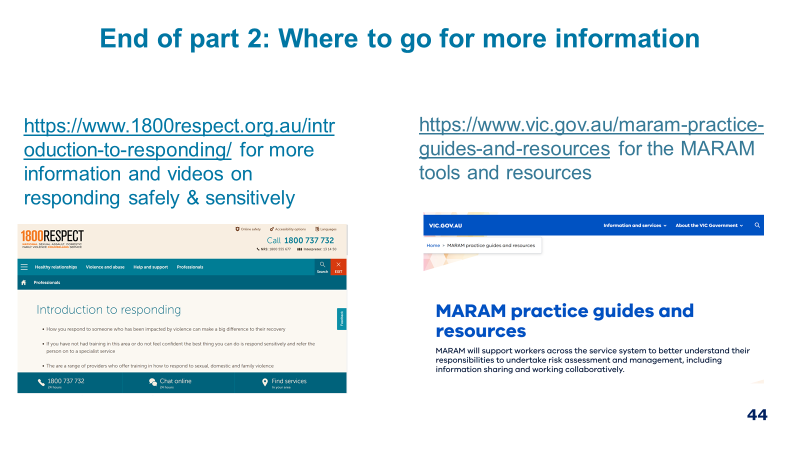 End of part 2: Where to go for more information
https://www.1800respect.org.au/intr
oduction-to-responding/ for more
information and videos on
responding safely & sensitively
https://www.vic.gov.au/maram-practice-
guides-and-resources for the MARAM
tools and resources
1800RESPECT
Online safety Accessibility options Languages
Call 1800 737 732
Healthy relationships Violence and abuse Help and support Professionals Search EXIT
Professionals
Introduction to responding
Feedback
• How you respond to someone who has been impacted by violence can make a big difference to their recovery
• If you have not had training in this area or do not feel confident the best thing you can do is respond sensitively and refer the
person on to a specialist service
• The are a range of providers who offer training in how to respond to sexual, domestic and family violence
1800 737 732 Chat online Find services
VIC.GOV.AU Information and services About the VIC Government
Home MARAM practice guides and resources
MARAM practice guides and
resources
MARAM will support workers across the service system to better understand their
responsibilities to undertake risk assessment and management, including
information sharing and working collaboratively.
44